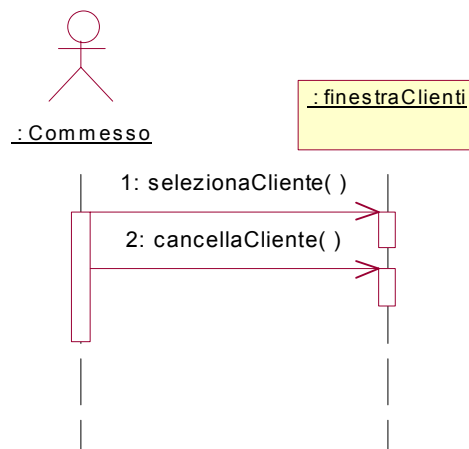 : Commesso
: finestraClienti
1: selezionaCliente( )
2: cancellaCliente( )